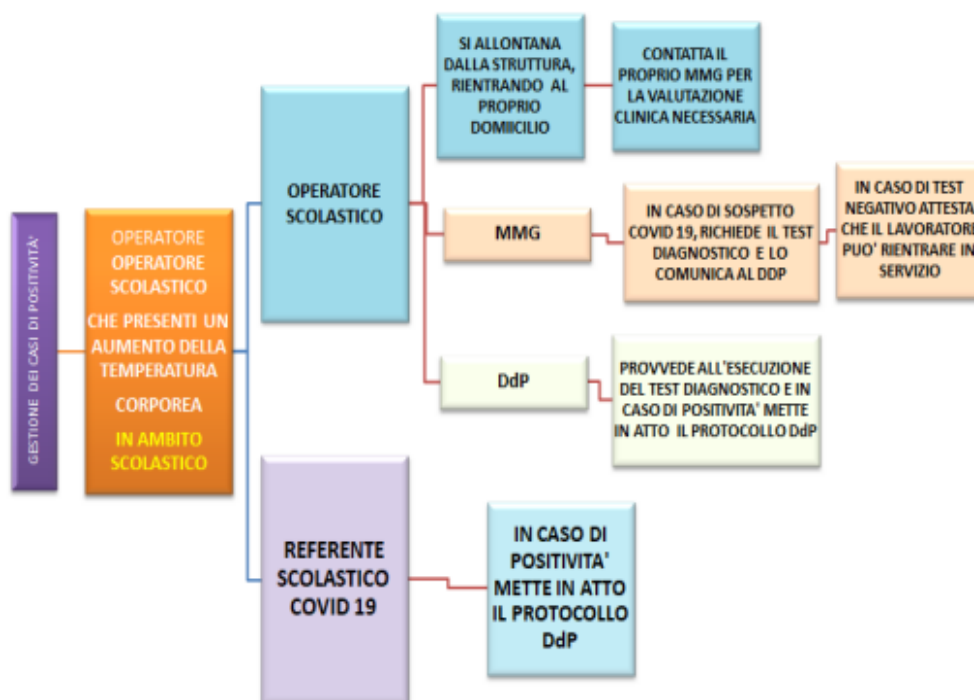 GESTIONE DEI CASI DI POSITIVITÀ'
OPERATORE
OPERATORE
SCOLASTICO
CHE PRESENTI UN
AUMENTO DELLA
TEMPERATURA
CORPOREA
IN AMBITO
SCOLASTICO
OPERATORE
SCOLASTICO
SI ALLONTANA
DALLA STRUTTURA,
RIENTRANDO AL
PROPRIO
DOMIICILIO
CONTATTA IL
PROPRIO MMG PER
LA VALUTAZIONE
CLINICA NECESSARIA
MMG
IN CASO DI SOSPETTO
COVID 19, RICHIEDE IL TEST
DIAGNOSTICO E LO
COMUNICA AL DDP
IN CASO DI TEST
NEGATIVO ATTESTA
CHE IL LAVORATORE
PUO' RIENTRARE IN
SERVIZIO
DdP
PROVVEDE ALL'ESECUZIONE
DEL TEST DIAGNOSTICO E IN
CASO DI POSITIVITA' METTE
IN ATTO IL PROTOCOLLO DdP
REFERENTE
SCOLASTICO
COVID 19
IN CASO DI
POSITIVITA'
METTE IN ATTO
IL PROTOCOLLO
DdP